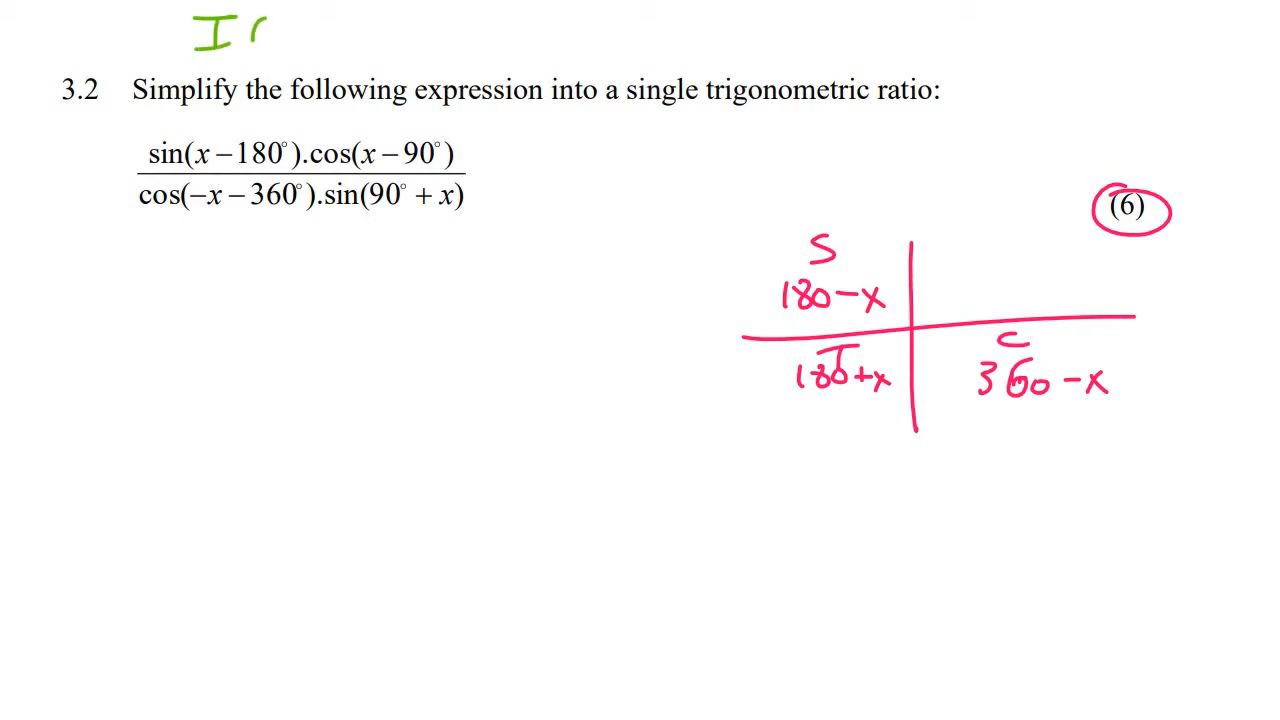 I (
3.2 Simplify the following expression into a single trigonometric ratio:
sin(x − 180°).cos(x − 90°)
cos(−x − 360°).sin(90° + x)
(6)
S
180 - x
T
C
180 + x
360 - x